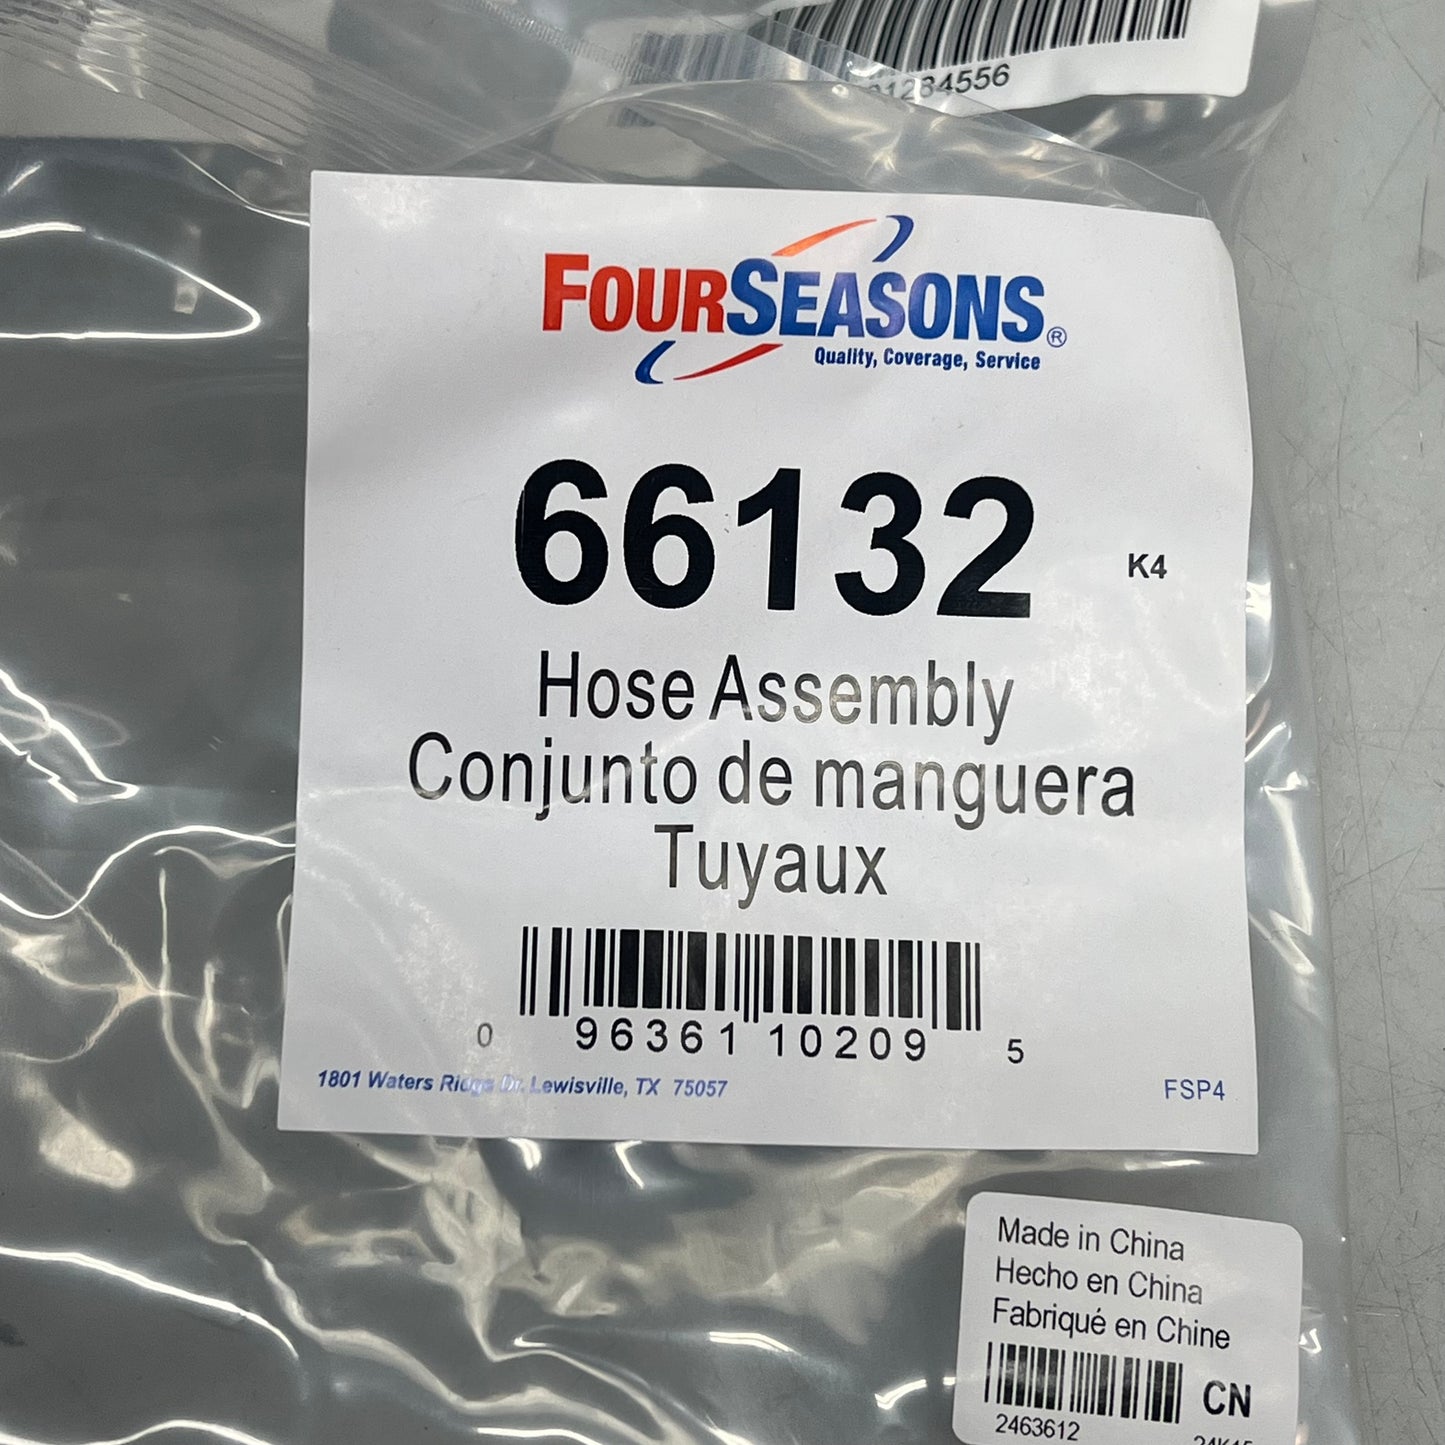 1284556
FOURSEASONS®
Quality, Coverage, Service
66132
K4
Hose Assembly
Conjunto de manguera
Tuyaux
0 96361 10209 5
1801 Waters Ridge Dr. Lewisville, TX 75057
FSP4
Made in China
Hecho en China
Fabriqué en Chine
CN
2463612